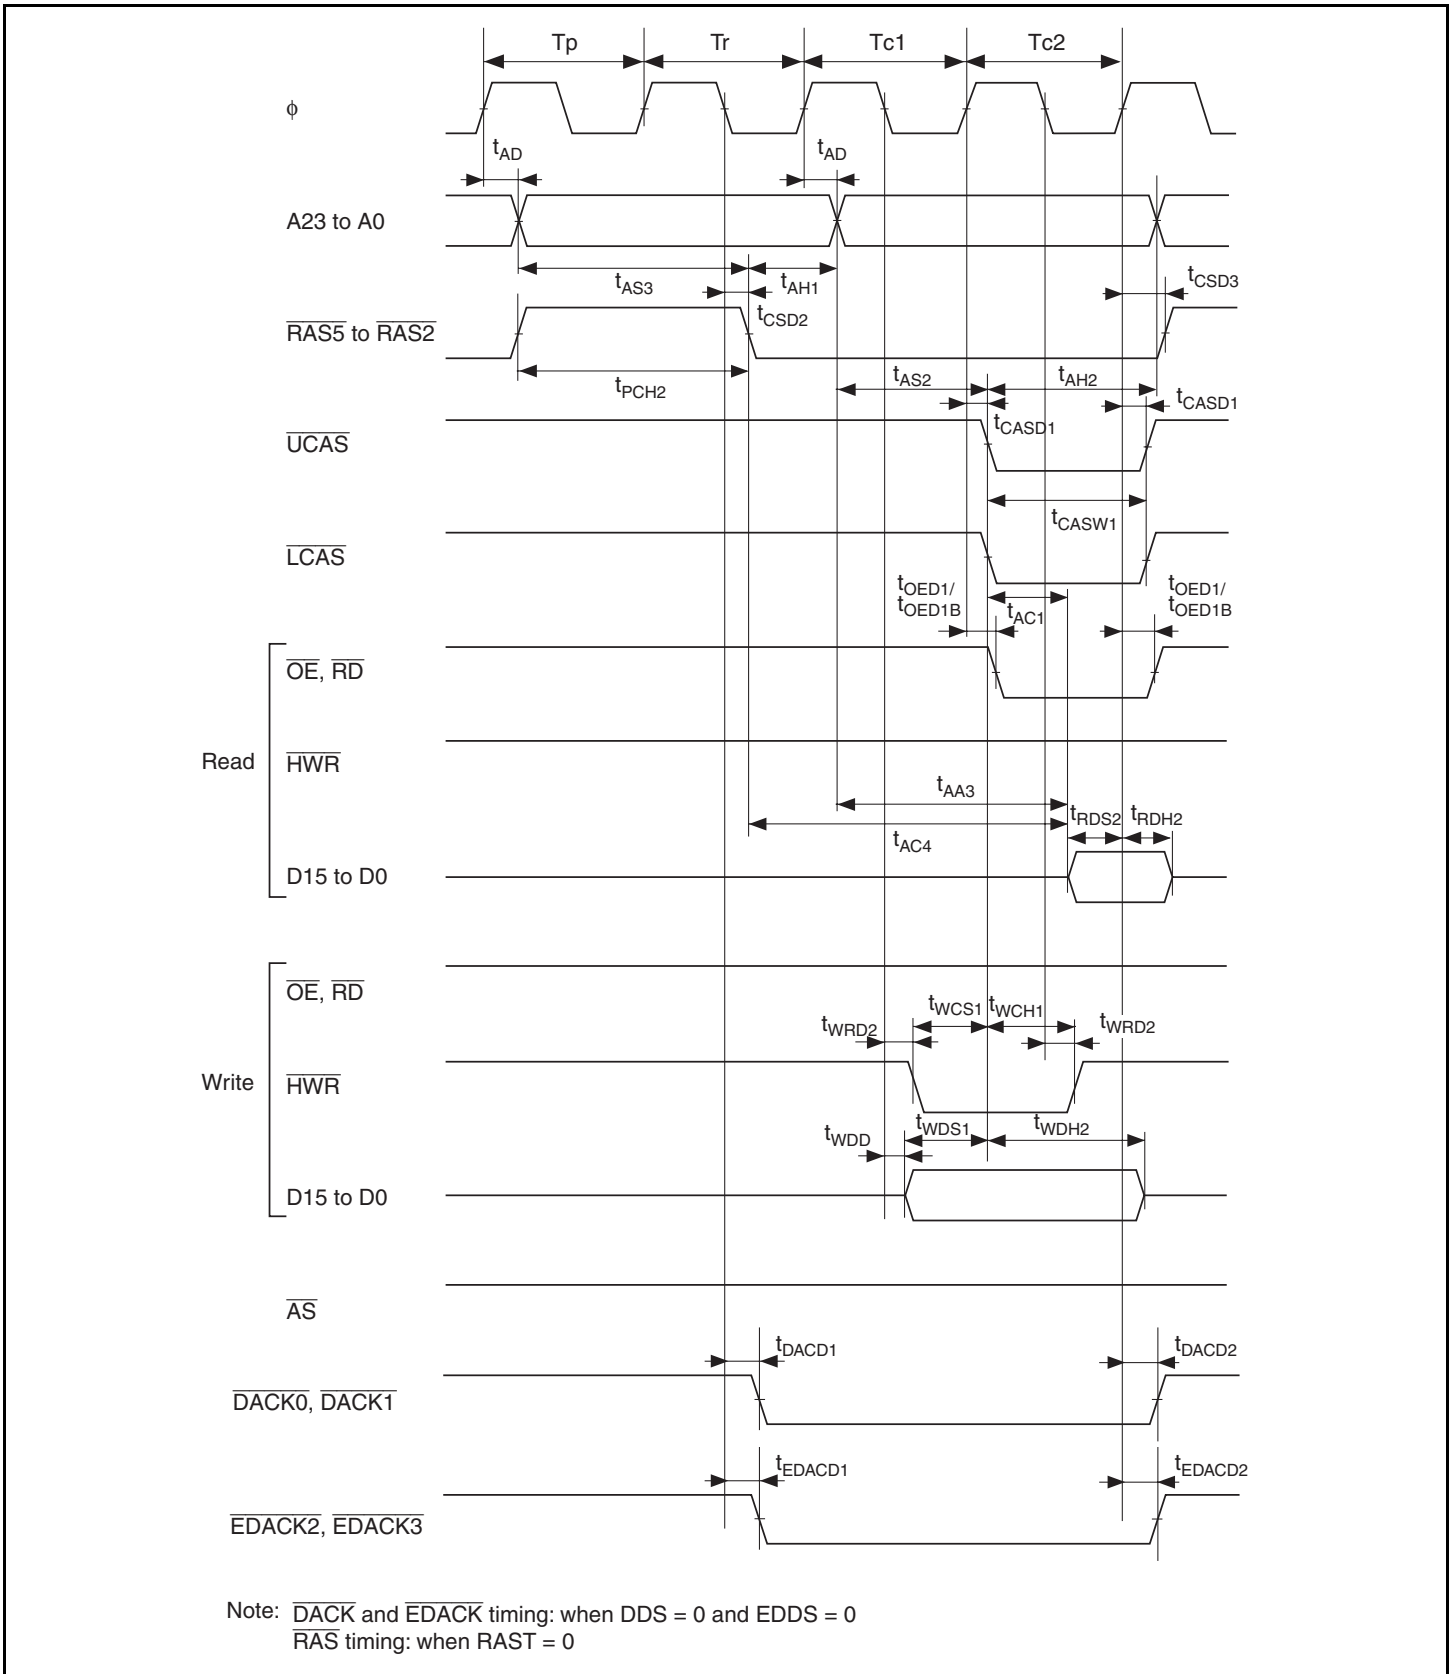 Tp Tr Tc1 Tc2
ϕ
tAD tAD
A23 to A0
tAS3 tAH1 tCSD3
tCSD2
RAS5 to RAS2
tPCH2 tAS2 tAH2 tCASD1
tCASD1
UCAS
tCASW1
LCAS
tOED1/ tOED1/
tOED1B tAC1 tOED1B
OE, RD
Read HWR
tAA3
tRDS2 tRDH2
tAC4
D15 to D0
OE, RD
tWCS1 tWCH1
tWRD2 tWRD2
Write HWR
tWDS1 tWDH2
tWDD
D15 to D0
AS
tDACD1 tDACD2
DACK0, DACK1
tEDACD1 tEDACD2
EDACK2, EDACK3
Note: DACK and EDACK timing: when DDS = 0 and EDDS = 0
RAS timing: when RAST = 0